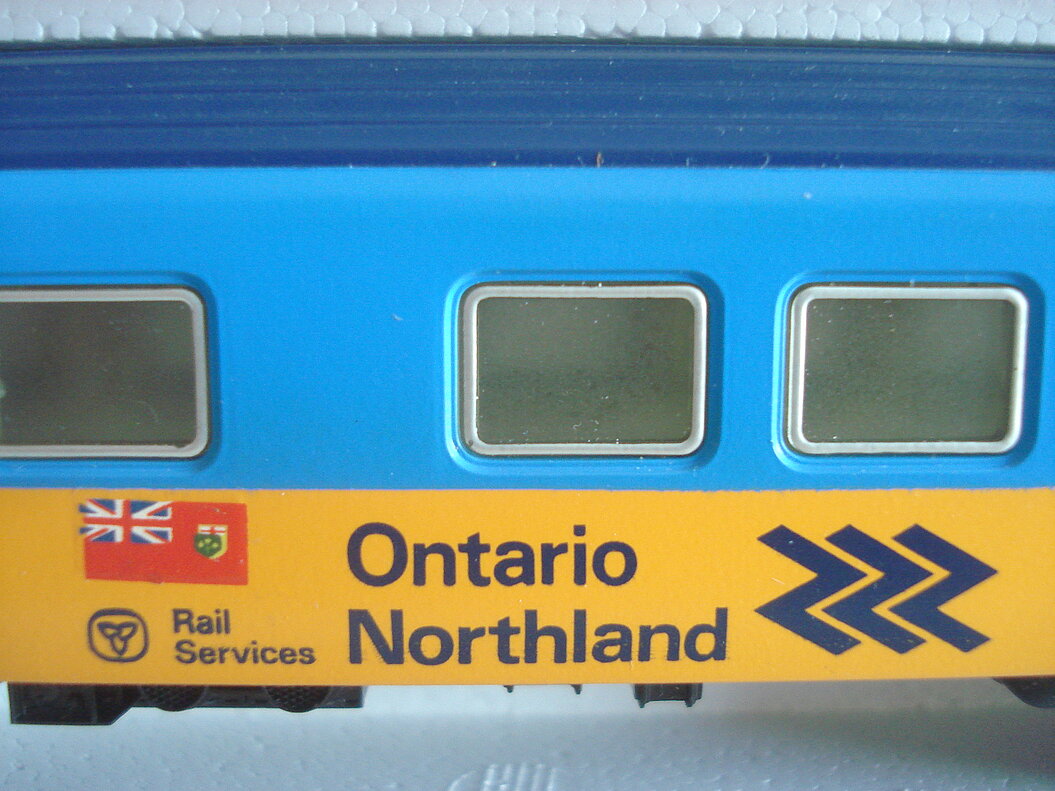 Ontario
Northland
Rail
Services